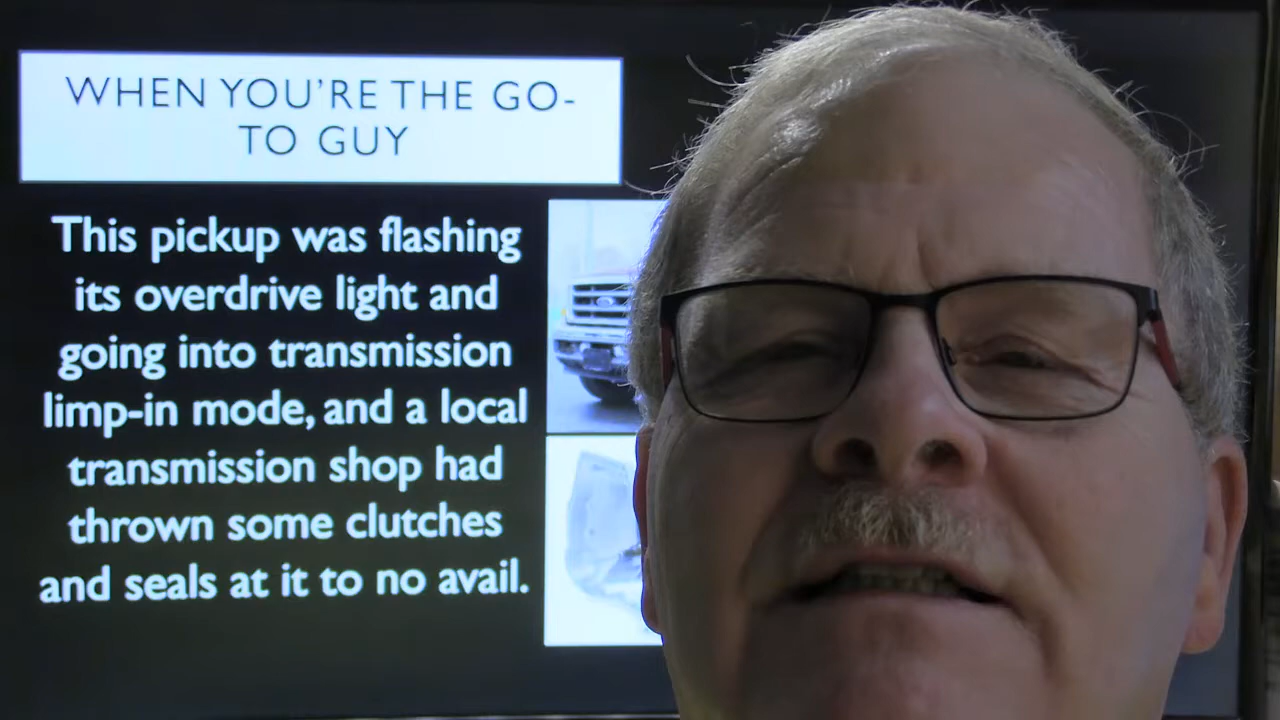 WHEN YOU'RE THE GO-
TO GUY
This pickup was flashing
its overdrive light and
going into transmission
limp-in mode, and a local
transmission shop had
thrown some clutches
and seals at it to no avail.